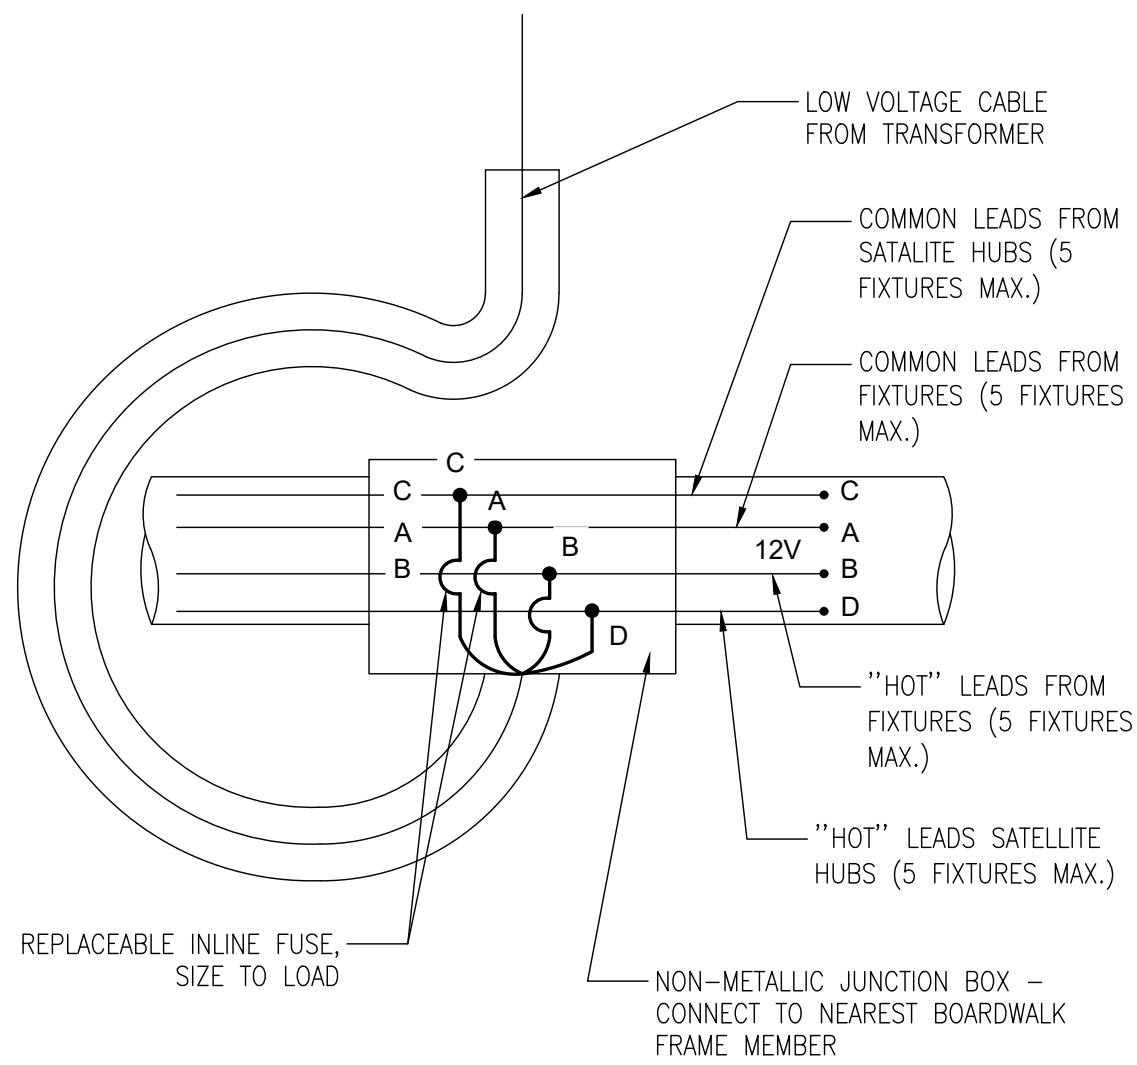 LOW VOLTAGE CABLE
FROM TRANSFORMER
COMMON LEADS FROM
SATALITE HUBS (5
FIXTURES MAX.)
COMMON LEADS FROM
FIXTURES (5 FIXTURES
MAX.)
C
C
A
C
A
A
B
12V
B
B
D
D
"HOT" LEADS FROM
FIXTURES (5 FIXTURES
MAX.)
"HOT" LEADS SATELLITE
HUBS (5 FIXTURES MAX.)
REPLACEABLE INLINE FUSE,
SIZE TO LOAD
NON-METALLIC JUNCTION BOX -
CONNECT TO NEAREST BOARDWALK
FRAME MEMBER